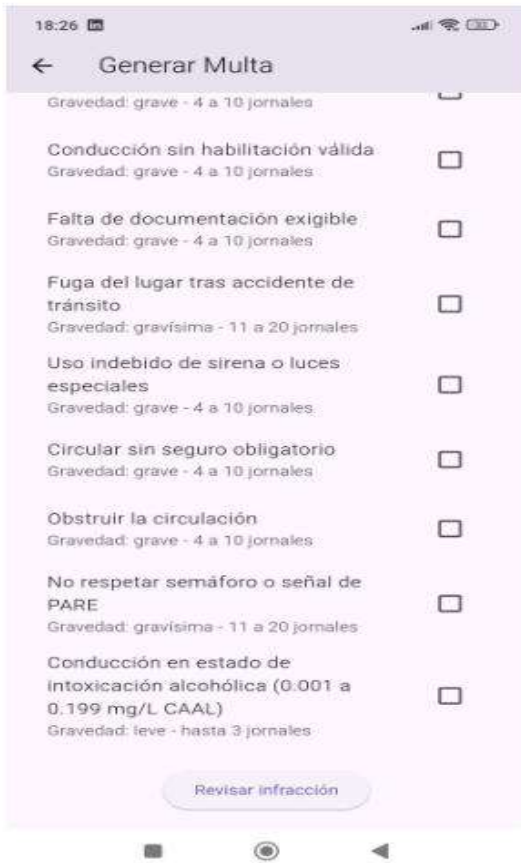 18:26
Generar Multa
Gravedad: grave - 4 a 10 jornales
Conducción sin habilitación válida
Gravedad: grave - 4 a 10 jornales
Falta de documentación exigible
Gravedad: grave - 4 a 10 jornales
Fuga del lugar tras accidente de
tránsito
Gravedad: gravísima - 11 a 20 jornales
Uso indebido de sirena o luces
especiales
Gravedad: grave - 4 a 10 jornales
Circular sin seguro obligatorio
Gravedad: grave - 4 a 10 jornales
Obstruir la circulación
Gravedad: grave - 4 a 10 jornales
No respetar semáforo o señal de
PARE
Gravedad: gravísima - 11 a 20 jornales
Conducción en estado de
intoxicación alcohólica (0.001 a
0.199 mg/L CAAL)
Gravedad: leve - hasta 3 jornales
Revisar infracción